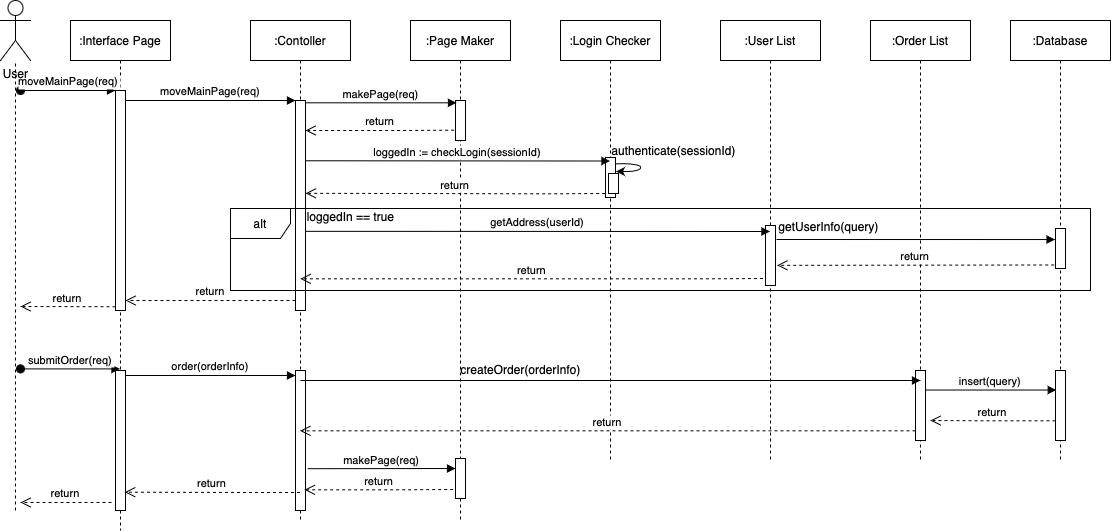 :Interface Page
:Contoller
:Page Maker
:Login Checker
:User List
:Order List
:Database
User
moveMainPage(req)
moveMainPage(req)
makePage(req)
return
loggedIn := checkLogin(sessionId)
authenticate(sessionId)
return
alt
loggedIn == true
getAddress(userId)
getUserInfo(query)
return
return
return
return
submitOrder(req)
order(orderInfo)
createOrder(orderInfo)
insert(query)
return
return
makePage(req)
return
return
return